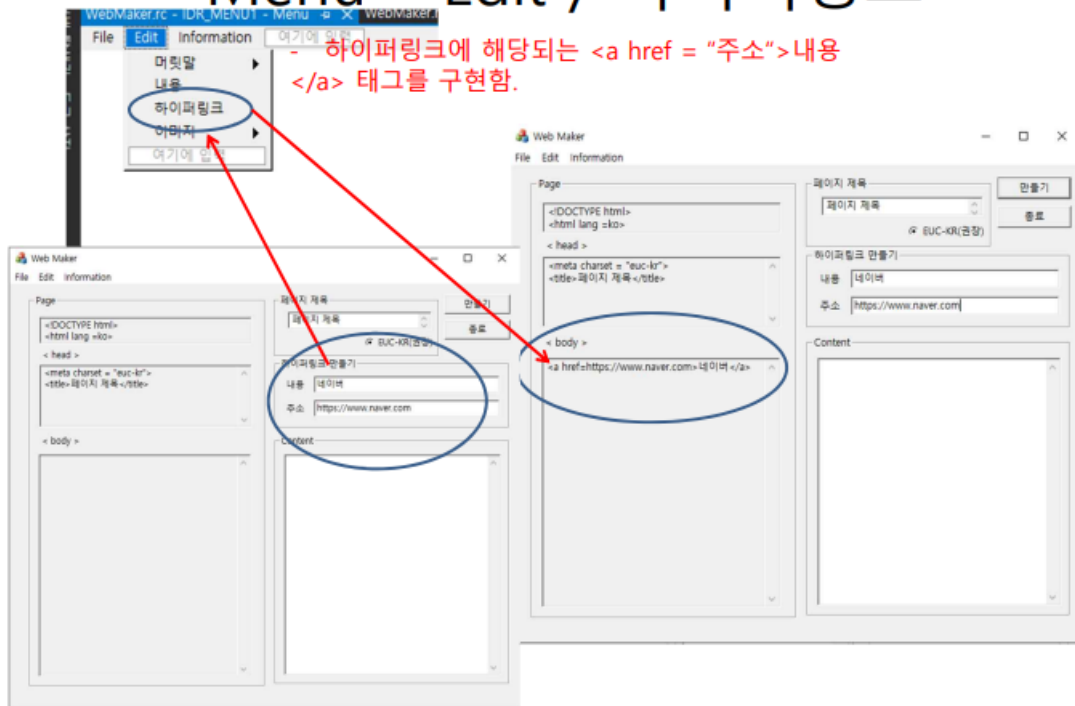 WebMaker.rc - IDR_MENU1 - Menu
WebMaker.r
File Edit Information 여기에 입력
머릿말
내용
하이퍼링크
이미지
여기에 입력
- 하이퍼링크에 해당되는 <a href = "주소">내용
</a> 태그를 구현함.
Web Maker
File Edit Information
Page
<!DOCTYPE html>
<html lang =ko>
< head >
<meta charset = "euc-kr">
<title>페이지 제목</title>
< body >
페이지 제목
페이지 제목
EUC-KR(권장)
만들기
종료
하이퍼링크 만들기
내용 네이버
주소 https://www.naver.com
Content
Web Maker
File Edit Information
Page
<!DOCTYPE html>
<html lang =ko>
< head >
<meta charset = "euc-kr">
<title>페이지 제목</title>
< body >
<a href=https://www.naver.com>네이버</a>
페이지 제목
페이지 제목
EUC-KR(권장)
만들기
종료
하이퍼링크 만들기
내용 네이버
주소 https://www.naver.com
Content